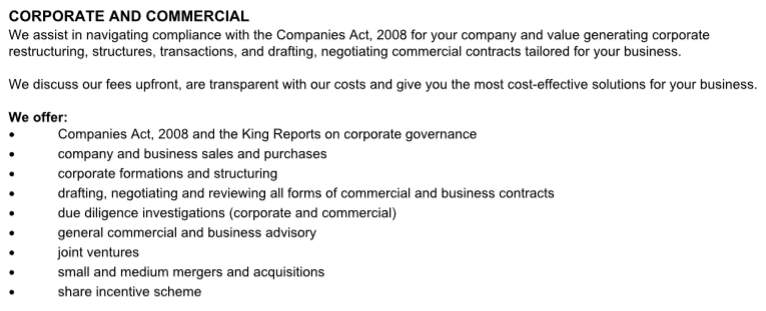 CORPORATE AND COMMERCIAL
We assist in navigating compliance with the Companies Act, 2008 for your company and value generating corporate
restructuring, structures, transactions, and drafting, negotiating commercial contracts tailored for your business.
We discuss our fees upfront, are transparent with our costs and give you the most cost-effective solutions for your business.
We offer:
• Companies Act, 2008 and the King Reports on corporate governance
• company and business sales and purchases
• corporate formations and structuring
• drafting, negotiating and reviewing all forms of commercial and business contracts
• due diligence investigations (corporate and commercial)
• general commercial and business advisory
• joint ventures
• small and medium mergers and acquisitions
• share incentive scheme